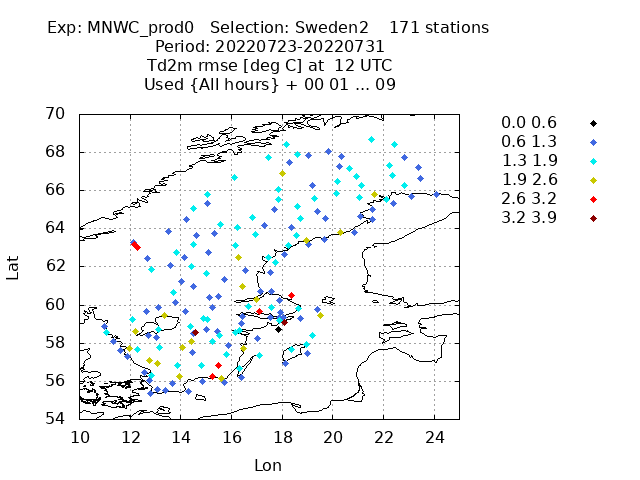 Exp: MNWC_prod0 Selection: Sweden2 171 stations
Period: 20220723-20220731
Td2m rmse [deg C] at 12 UTC
Used {All hours} + 00 01 ... 09
70
68
66
64
62
60
58
56
54
10 12 14 16 18 20 22 24
Lat
Lon
0.0 0.6
0.6 1.3
1.3 1.9
1.9 2.6
2.6 3.2
3.2 3.9